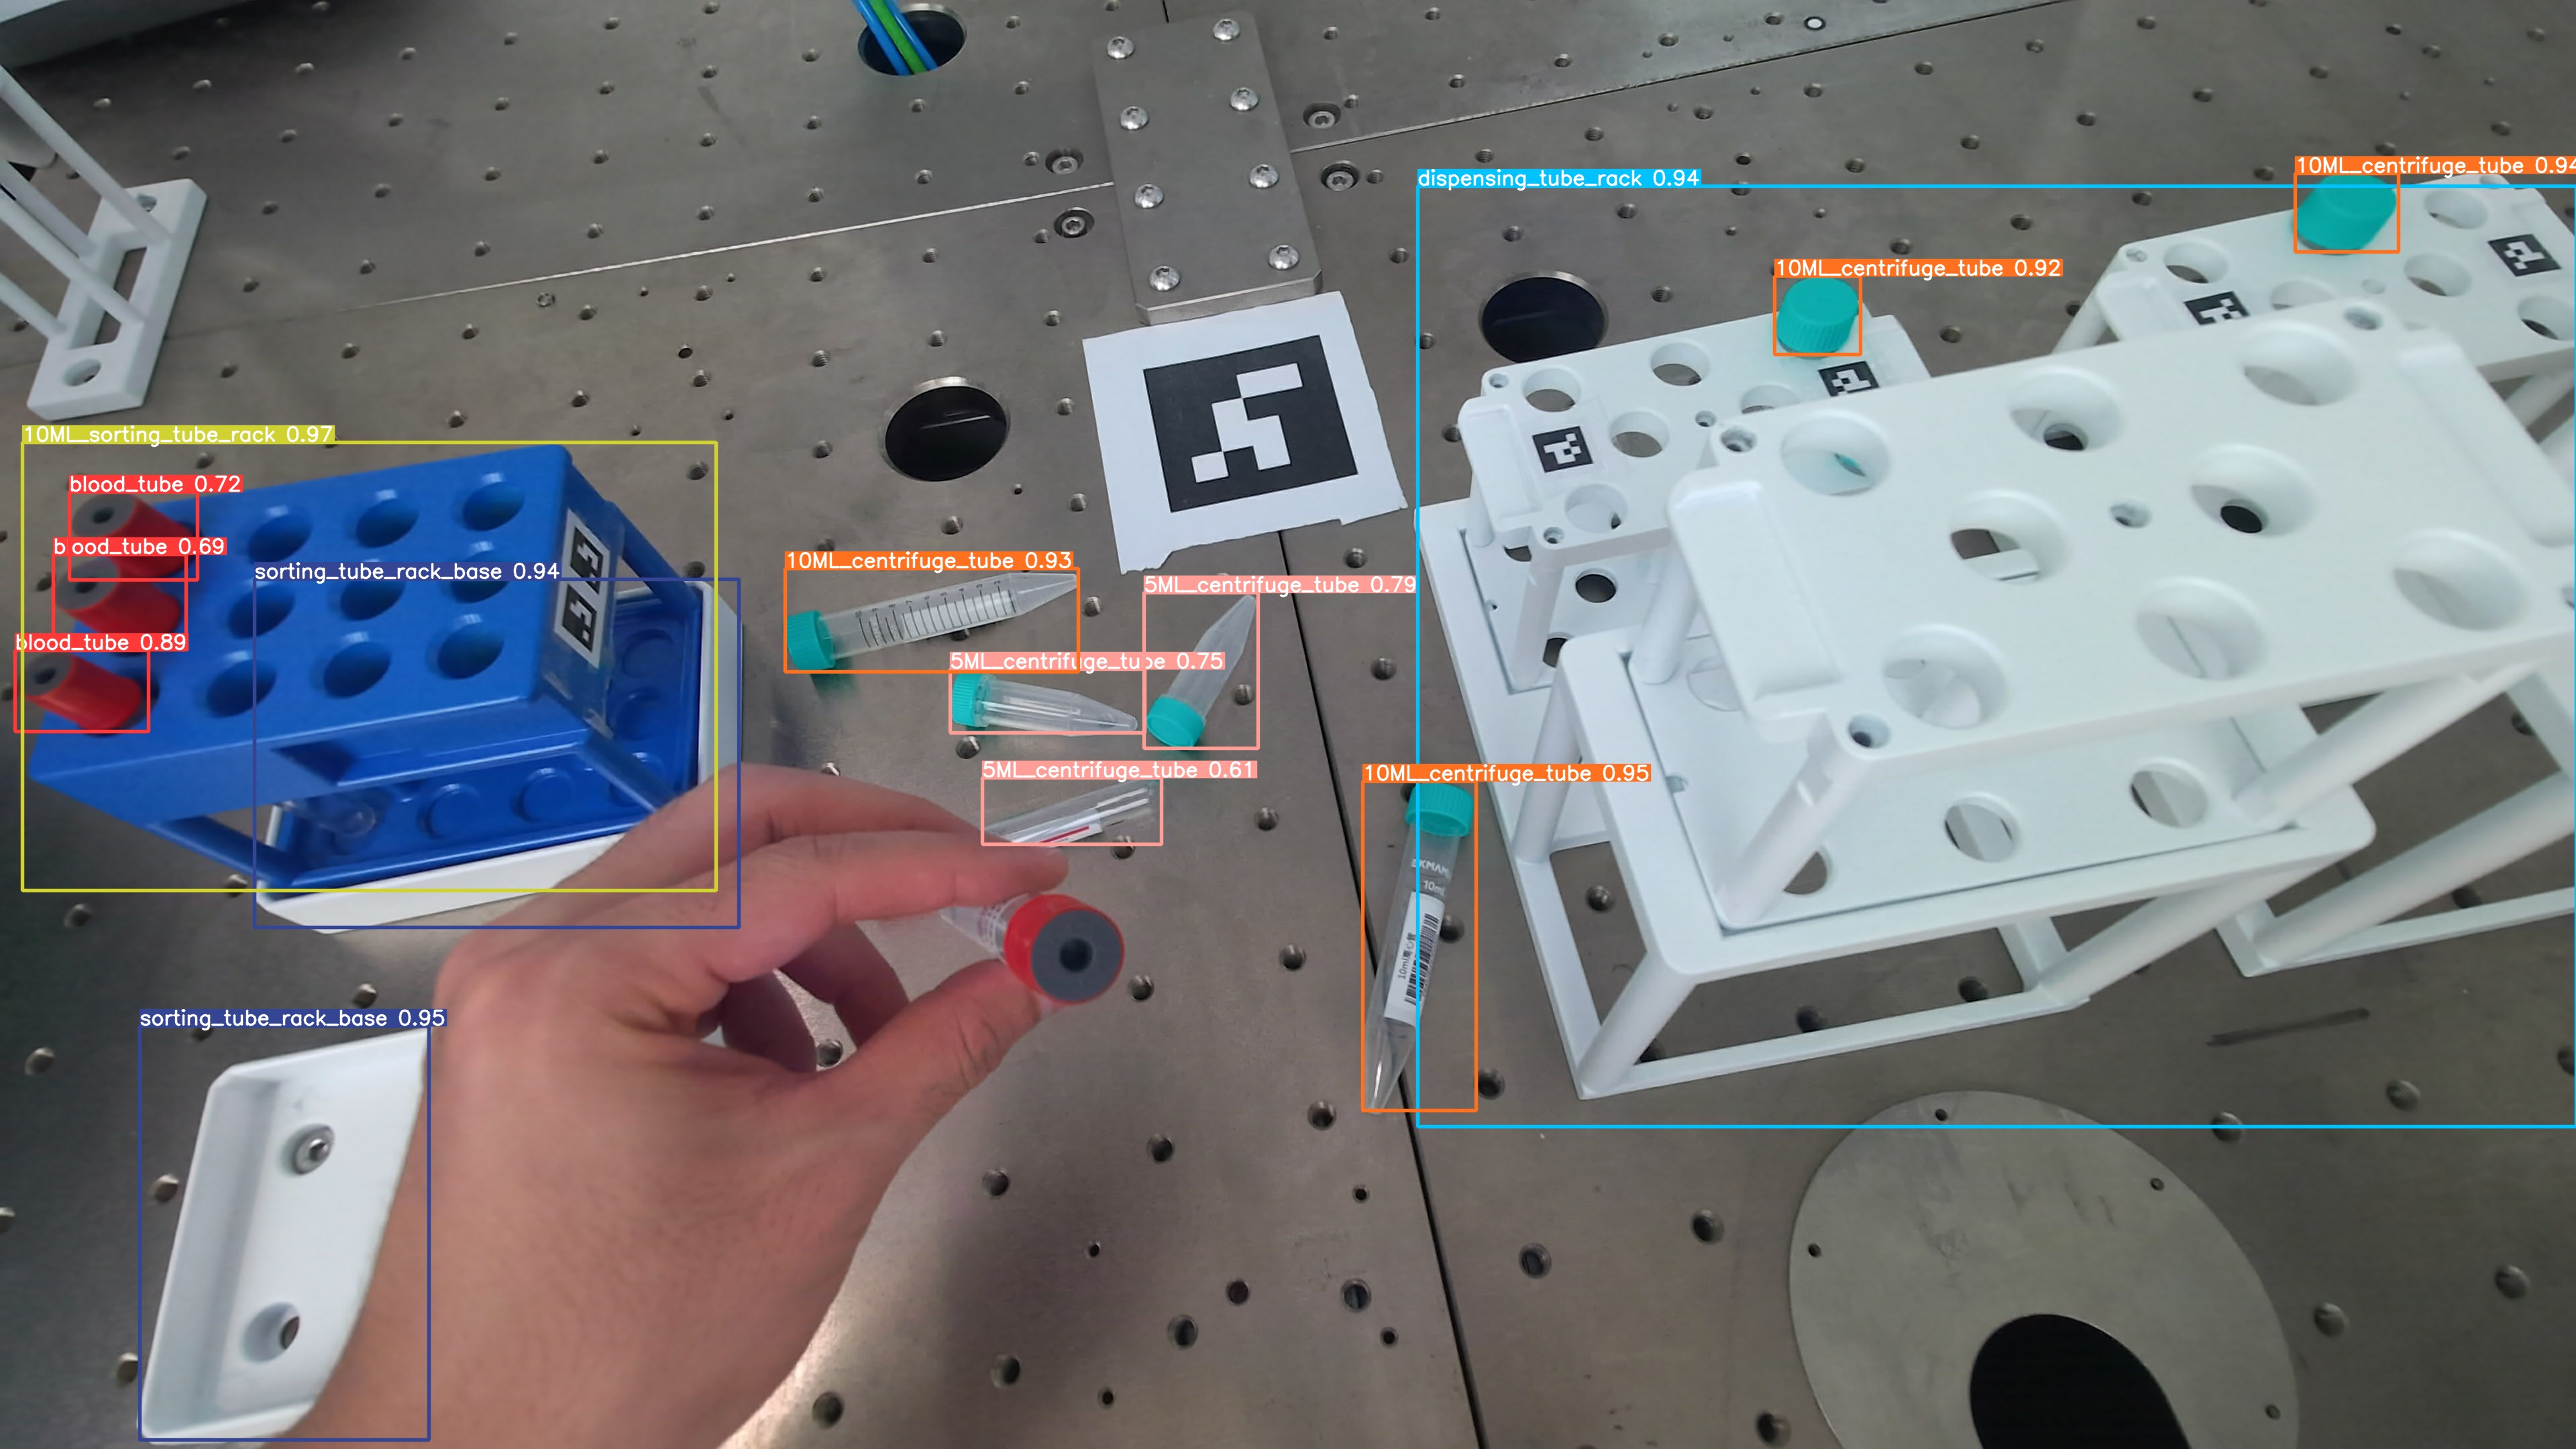 10ML_centrifuge_tube 0.94
dispensing_tube_rack 0.94
10ML_centrifuge_tube 0.92
10ML_sorting_tube_rack 0.97
blood_tube 0.72
b ood_tube 0.69
sorting_tube_rack_base 0.94
10ML_centrifuge_tube 0.93
5ML_centrifuge_tube 0.79
blood_tube 0.89
5ML_centrifuge_tube 0.75
5ML_centrifuge_tube 0.61
10ML_centrifuge_tube 0.95
10mL
sorting_tube_rack_base 0.95